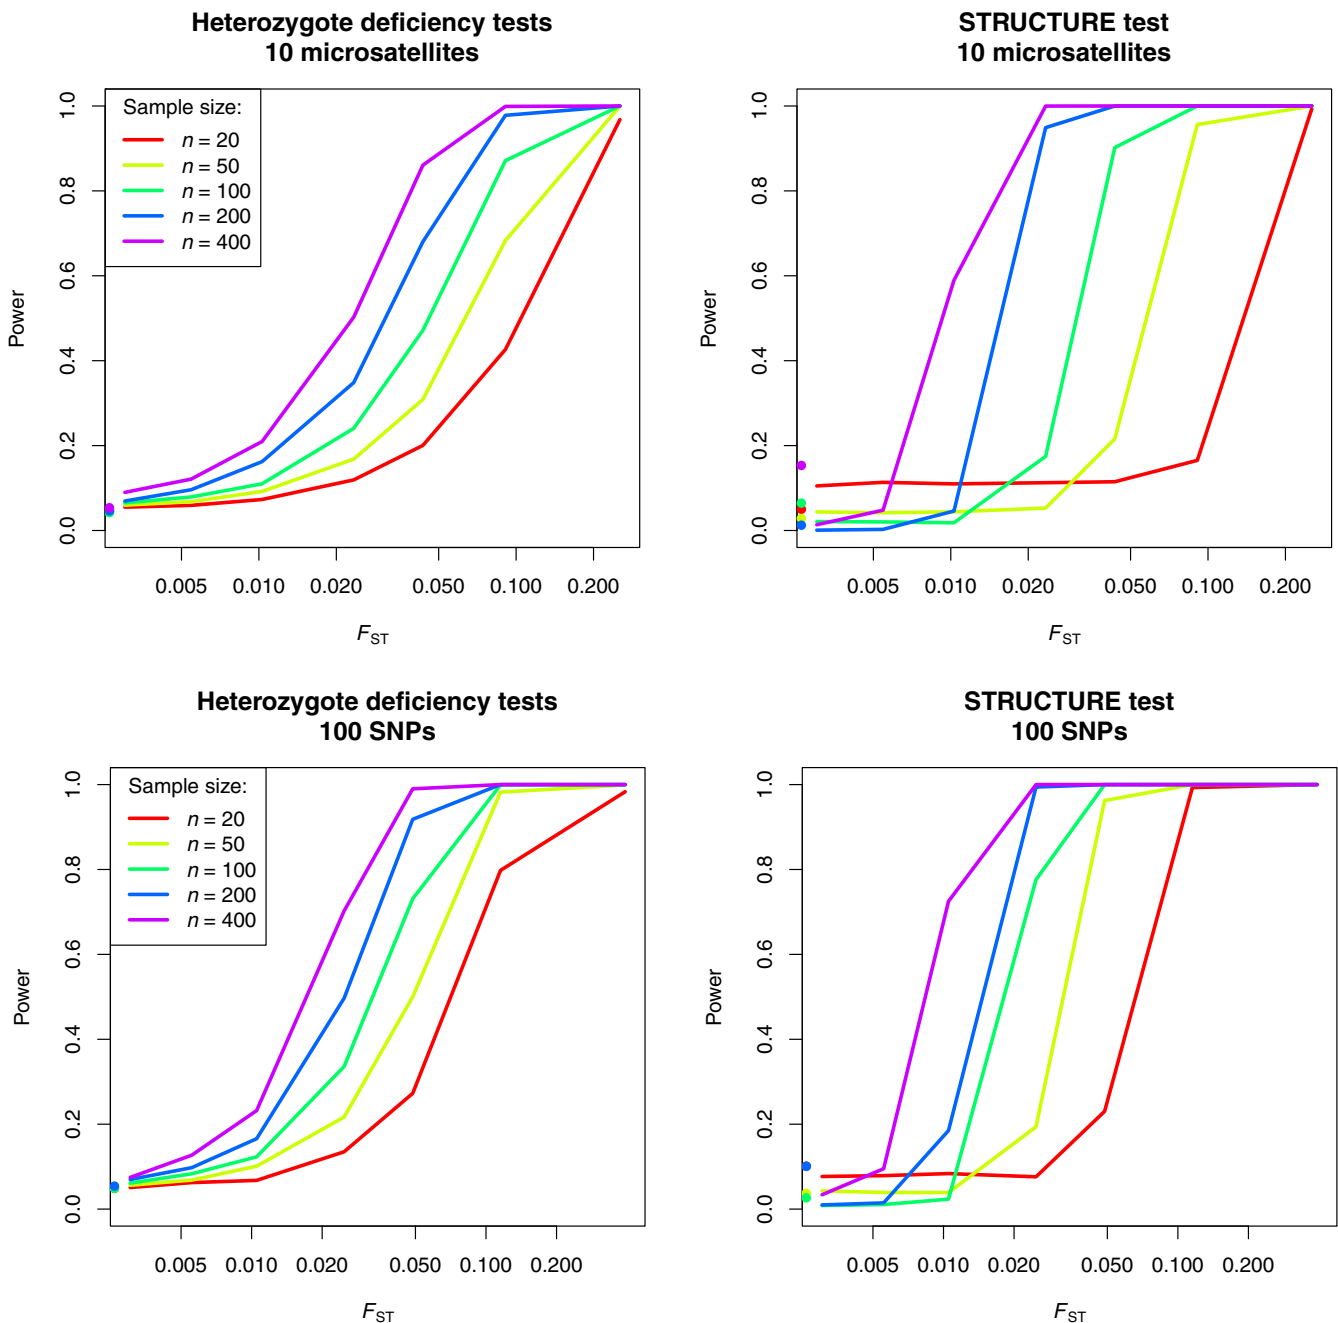 Heterozygote deficiency tests
10 microsatellites
Sample size:
n = 20
n = 50
n = 100
n = 200
n = 400
Power
0.0
0.2
0.4
0.6
0.8
1.0
0.005
0.010
0.020
0.050
0.100
0.200
FST
STRUCTURE test
10 microsatellites
Power
0.0
0.2
0.4
0.6
0.8
1.0
0.005
0.010
0.020
0.050
0.100
0.200
FST
Heterozygote deficiency tests
100 SNPs
Sample size:
n = 20
n = 50
n = 100
n = 200
n = 400
Power
0.0
0.2
0.4
0.6
0.8
1.0
0.005
0.010
0.020
0.050
0.100
0.200
FST
STRUCTURE test
100 SNPs
Power
0.0
0.2
0.4
0.6
0.8
1.0
0.005
0.010
0.020
0.050
0.100
0.200
FST